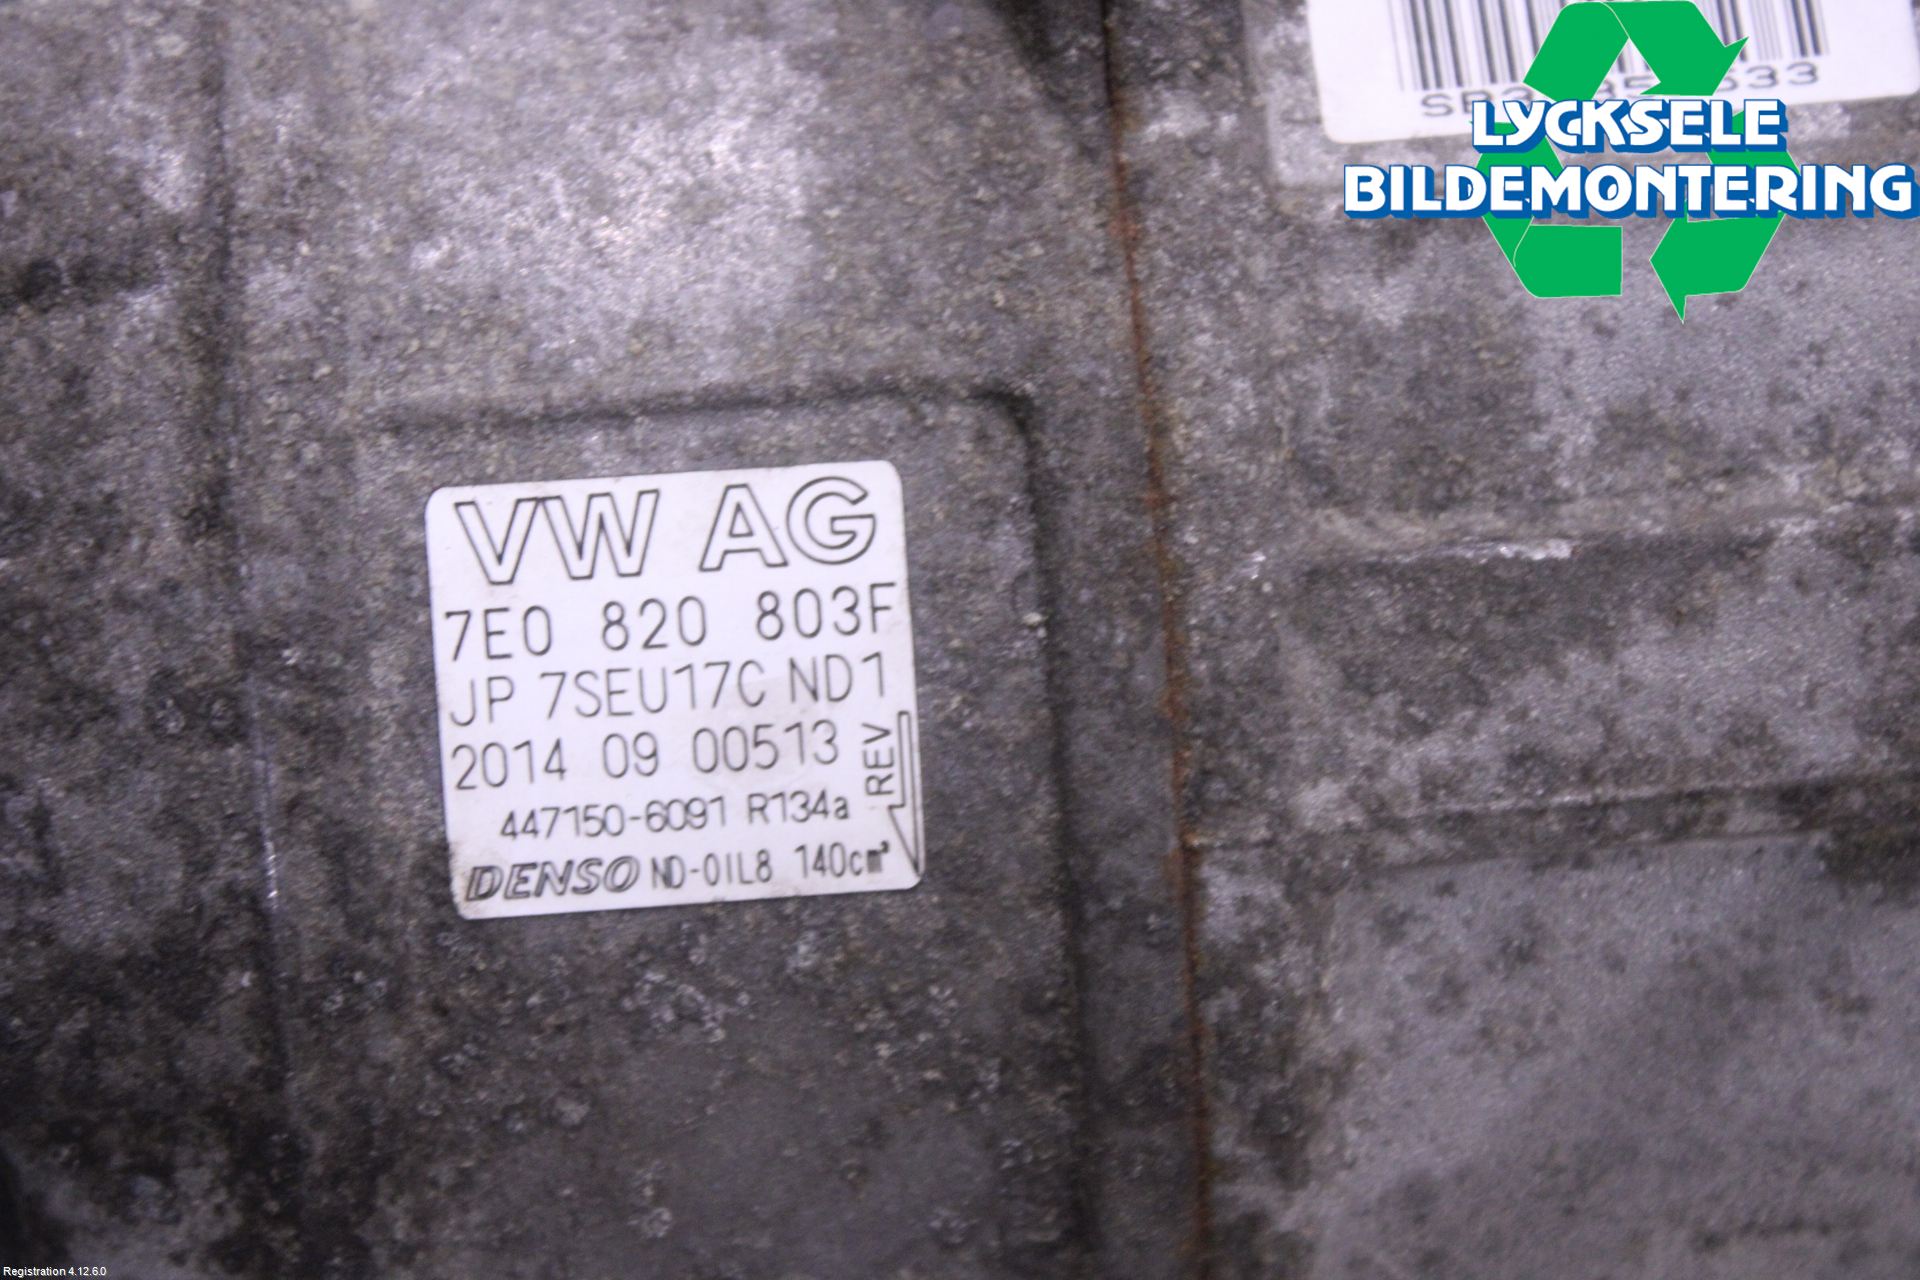 LYCKSELE
BILDEMONTERING
VW AG
7E0 820 803F
JP 7SEU17C ND1
2014 09 00513
REV
447150-6091 R134a
DENSO ND-OIL8 140cm³
Registration 4.12.6.0